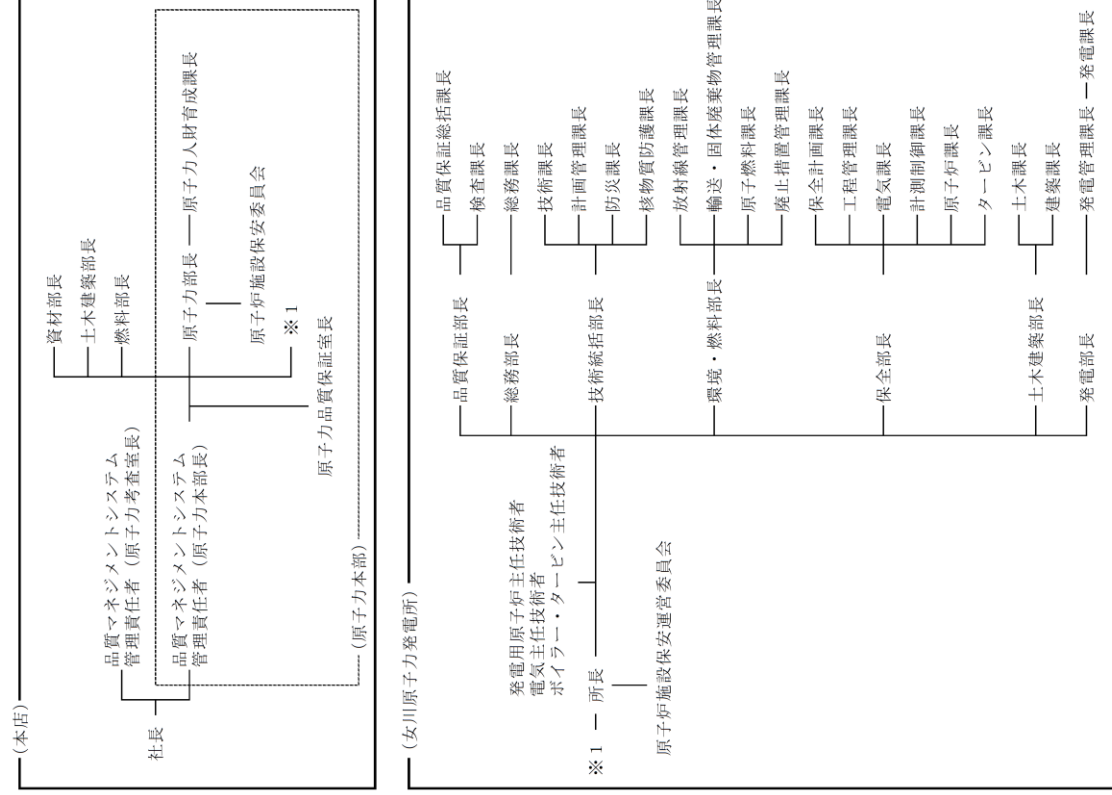 (本店)
社長
品質マネジメントシステム
管理責任者（原子力考査室長）
品質マネジメントシステム
管理責任者（原子力本部長）
資材部長
土木建築部長
燃料部長
原子力部長
原子力人財育成課長
原子炉施設保安委員会
※1
原子力品質保証室長
(原子力本部)
(女川原子力発電所)
※1
所長
原子炉施設保安運営委員会
発電用原子炉主任技術者
電気主任技術者
ボイラー・タービン主任技術者
品質保証部長
品質保証総括課長
検査課長
総務部長
総務課長
技術統括部長
技術課長
計画管理課長
防災課長
核物質防護課長
環境・燃料部長
放射線管理課長
輸送・固体廃棄物管理課長
原子燃料課長
廃止措置管理課長
保全部長
保全計画課長
工程管理課長
電気課長
計測制御課長
原子炉課長
タービン課長
土木建築部長
土木課長
建築課長
発電部長
発電管理課長
発電課長